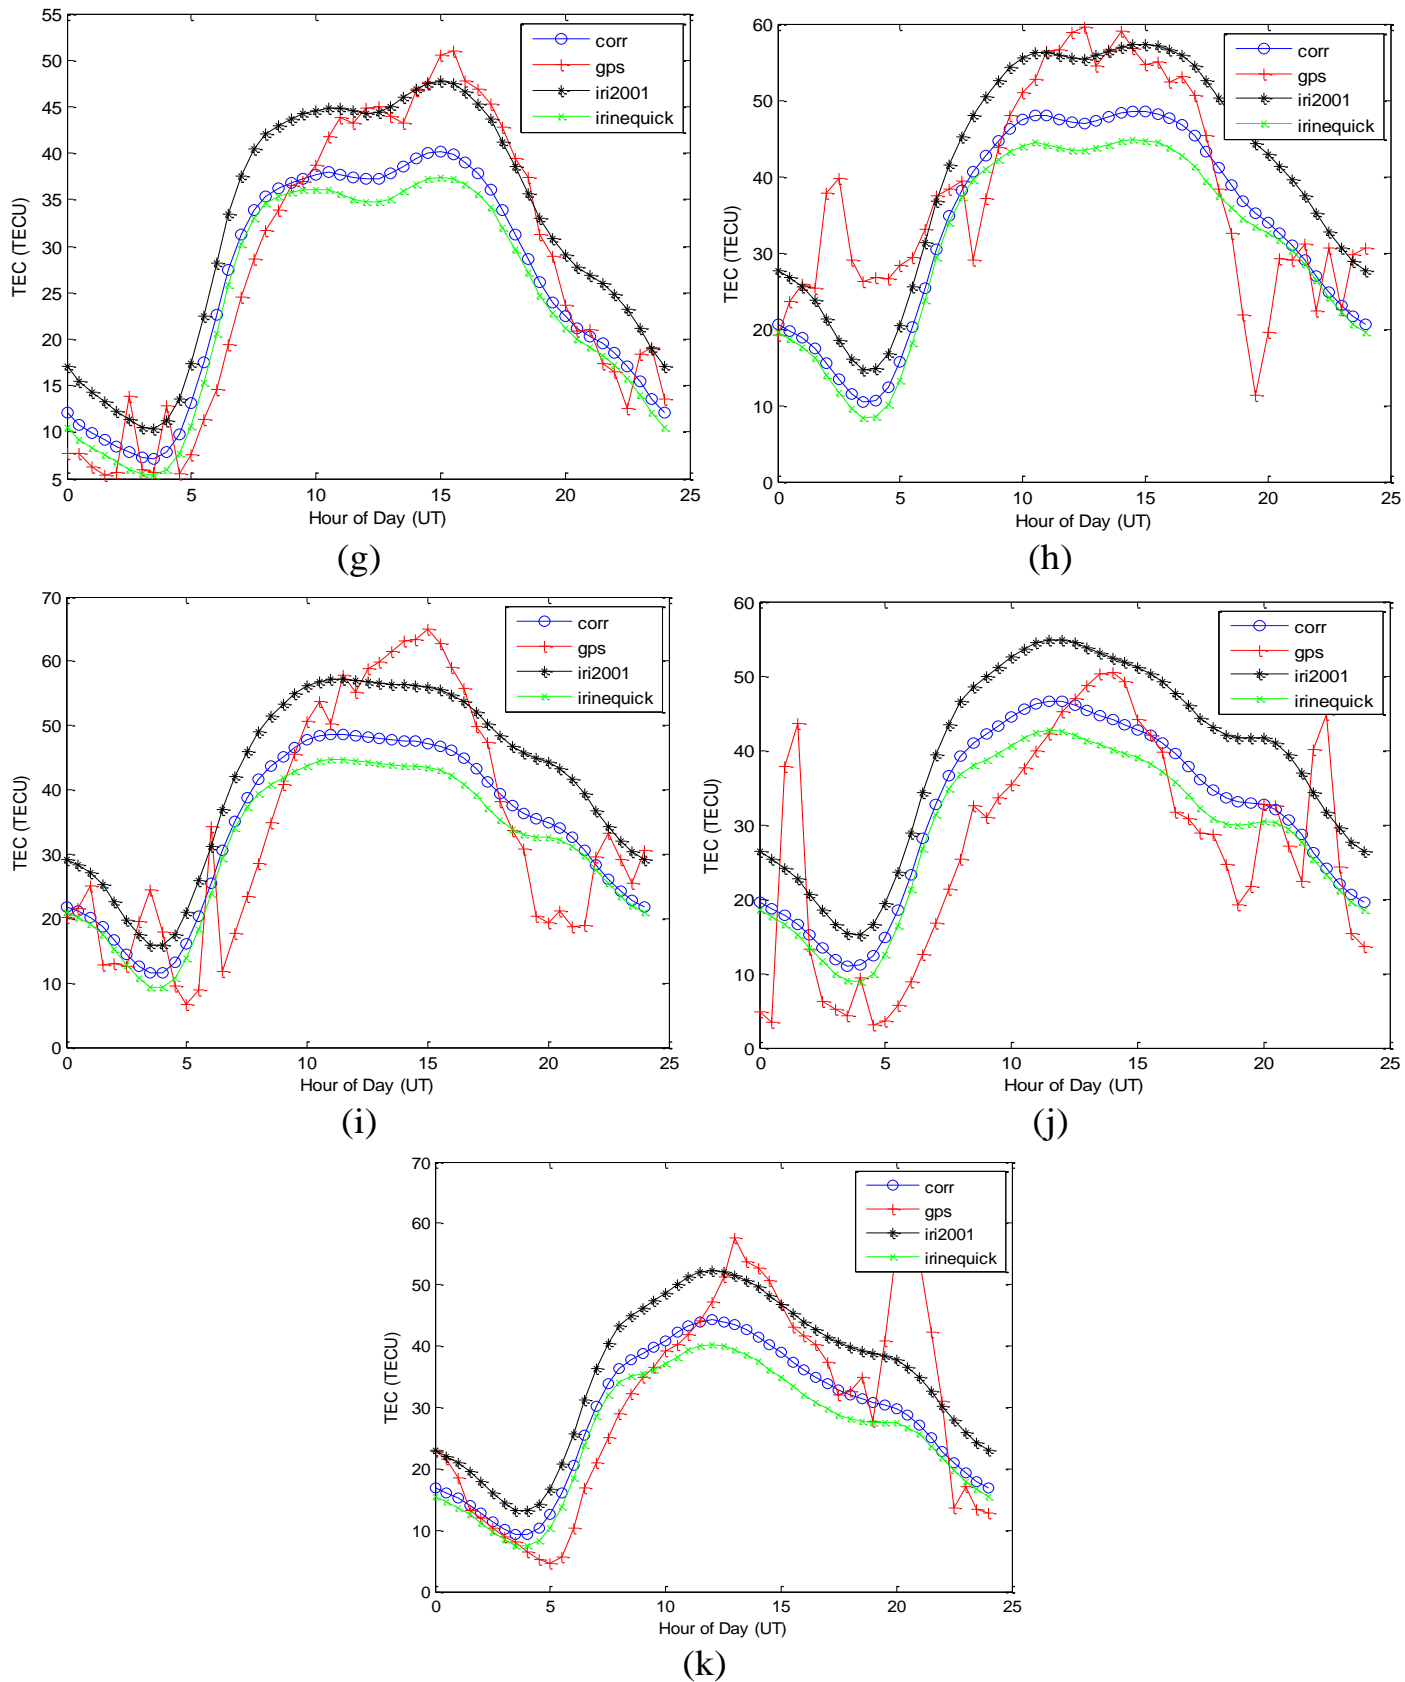 55
50
45
40
35
30
25
20
15
10
5
TEC (TECU)
0 5 10 15 20 25
Hour of Day (UT)
corr
gps
iri2001
irinequick
(g)
60
50
40
30
20
10
0
TEC (TECU)
0 5 10 15 20 25
Hour of Day (UT)
corr
gps
iri2001
irinequick
(h)
70
60
50
40
30
20
10
0
TEC (TECU)
0 5 10 15 20 25
Hour of Day (UT)
corr
gps
iri2001
irinequick
(i)
60
50
40
30
20
10
0
TEC (TECU)
0 5 10 15 20 25
Hour of Day (UT)
corr
gps
iri2001
irinequick
(j)
70
60
50
40
30
20
10
0
TEC (TECU)
0 5 10 15 20 25
Hour of Day (UT)
corr
gps
iri2001
irinequick
(k)